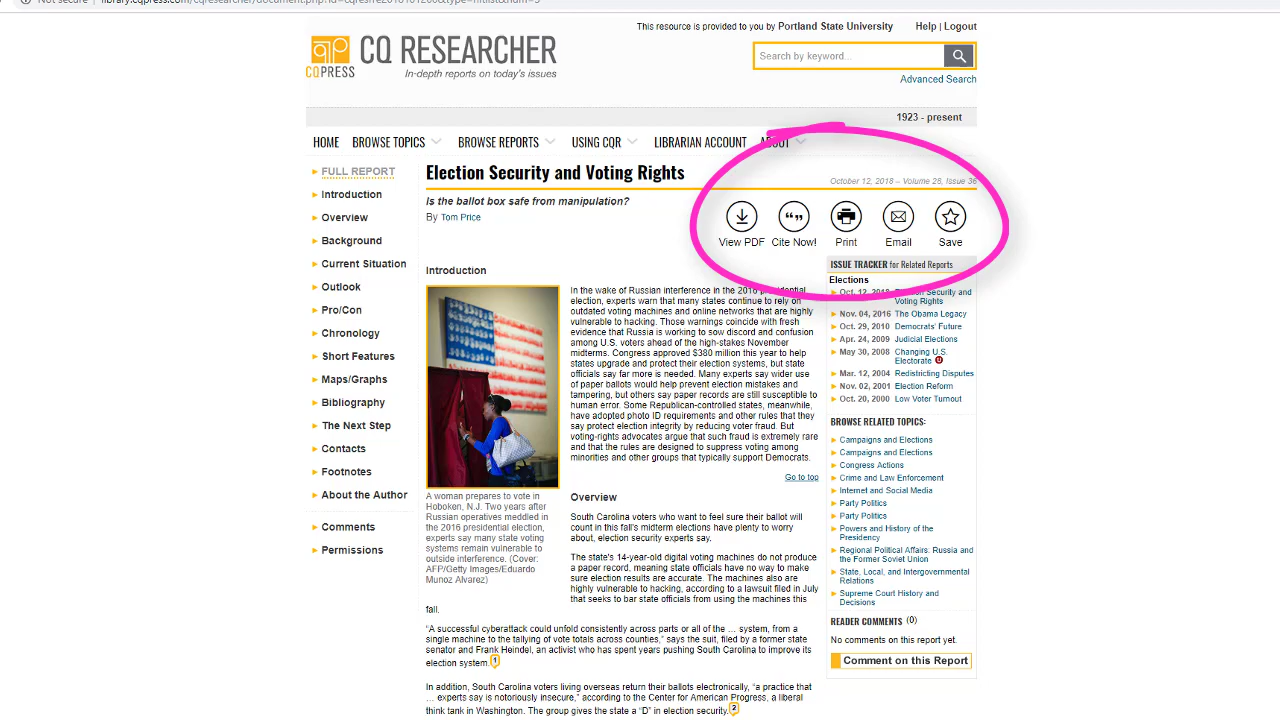 Not secure | library.cqpress.com/cqresearcher/document.php?id=cqresrre2018101200&type=hitlist&num=3
This resource is provided to you by Portland State University
Help | Logout
CQPRESS
CQ RESEARCHER
In-depth reports on today's issues
Search by keyword...
Advanced Search
1923 - present
HOME BROWSE TOPICS BROWSE REPORTS USING CQR LIBRARIAN ACCOUNT ABOUT
FULL REPORT
Introduction
Overview
Background
Current Situation
Outlook
Pro/Con
Chronology
Short Features
Maps/Graphs
Bibliography
The Next Step
Contacts
Footnotes
About the Author
Comments
Permissions
Election Security and Voting Rights
October 12, 2018 – Volume 28, Issue 36
Is the ballot box safe from manipulation?
By Tom Price
View PDF Cite Now! Print Email Save
Introduction
In the wake of Russian interference in the 2016 presidential
election, experts warn that many states continue to rely on
outdated voting machines and online networks that are highly
vulnerable to hacking. Those warnings coincide with fresh
evidence that Russia is working to sow discord and confusion
among U.S. voters ahead of the high-stakes November
midterms. Congress approved $380 million this year to help
states upgrade and protect their election systems, but state
officials say far more is needed. Many experts say wider use
of paper ballots would help prevent election mistakes and
tampering, but others say paper records are still susceptible to
human error. Some Republican-controlled states, meanwhile,
have adopted photo ID requirements and other rules that they
say protect election integrity by reducing voter fraud. But
voting-rights advocates argue that such fraud is extremely rare
and that the rules are designed to suppress voting among
minorities and other groups that typically support Democrats.
Go to top
A woman prepares to vote in
Hoboken, N.J. Two years after
Russian operatives meddled in
the 2016 presidential election,
experts say many state voting
systems remain vulnerable to
outside interference. (Cover:
AFP/Getty Images/Eduardo
Munoz Alvarez)
Overview
South Carolina voters who want to feel sure their ballot will
count in this fall's midterm elections have plenty to worry
about, election security experts say.
The state's 14-year-old digital voting machines do not produce
a paper record, meaning state officials have no way to make
sure election results are accurate. The machines also are
highly vulnerable to hacking, according to a lawsuit filed in July
that seeks to bar state officials from using the machines this
fall.
“A successful cyberattack could unfold consistently across parts or all of the … system, from a
single machine to the tallying of vote totals across counties,” says the suit, filed by a former state
senator and Frank Heindel, an activist who has spent years pushing South Carolina to improve its
election system. 1
In addition, South Carolina voters living overseas return their ballots electronically, “a practice that
… experts say is notoriously insecure,” according to the Center for American Progress, a liberal
think tank in Washington. The group gives the state a “D” in election security. 2
ISSUE TRACKER for Related Reports
Elections
Oct. 12, 2018 Election Security and
Voting Rights
Nov. 04, 2016 The Obama Legacy
Oct. 29, 2010 Democrats' Future
Apr. 24, 2009 Judicial Elections
May 30, 2008 Changing U.S.
Electorate U
Mar. 12, 2004 Redistricting Disputes
Nov. 02, 2001 Election Reform
Oct. 20, 2000 Low Voter Turnout
BROWSE RELATED TOPICS:
Campaigns and Elections
Campaigns and Elections
Congress Actions
Crime and Law Enforcement
Internet and Social Media
Party Politics
Party Politics
Powers and History of the
Presidency
Regional Political Affairs: Russia and
the Former Soviet Union
State, Local, and Intergovernmental
Relations
Supreme Court History and
Decisions
READER COMMENTS (0)
No comments on this report yet.
Comment on this Report